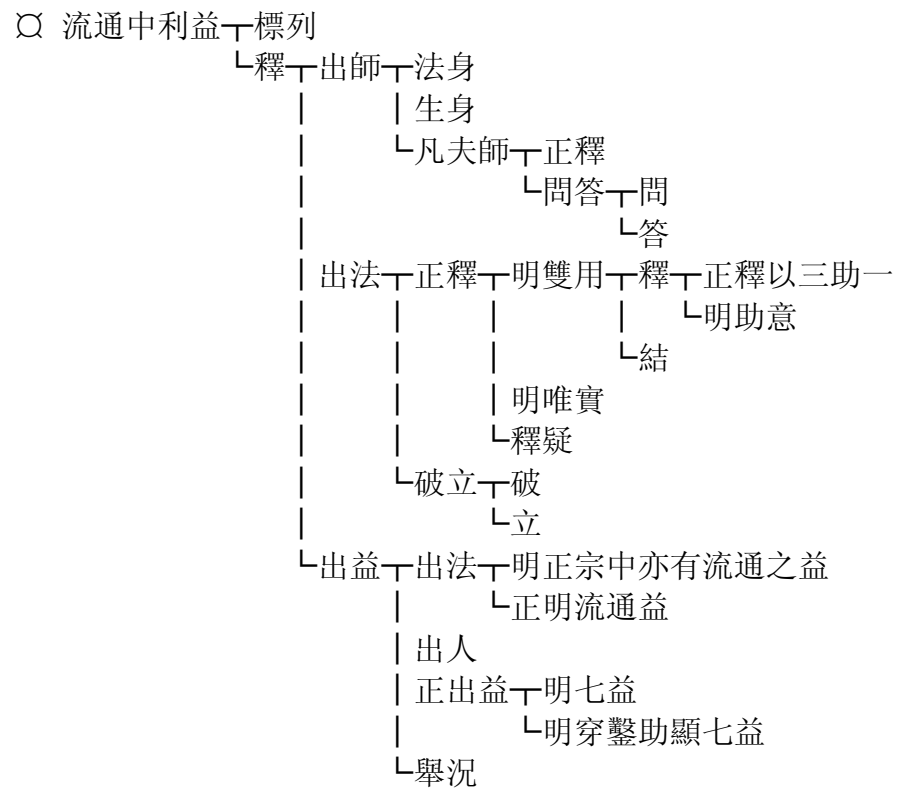 ¤ 流通中利益┬標列
└釋┬出師┬法身
│ │生身
│ └凡夫師┬正釋
│ └問答┬問
│ └答
│出法┬正釋┬明雙用┬釋┬正釋以三助一
│ │ │ │ └明助意
│ │ │ └結
│ │ │明唯實
│ │ └釋疑
│ └破立┬破
│ └立
└出益┬出法┬明正宗中亦有流通之益
│ └正明流通益
│出人
│正出益┬明七益
│ └明穿鑿助顯七益
└舉況